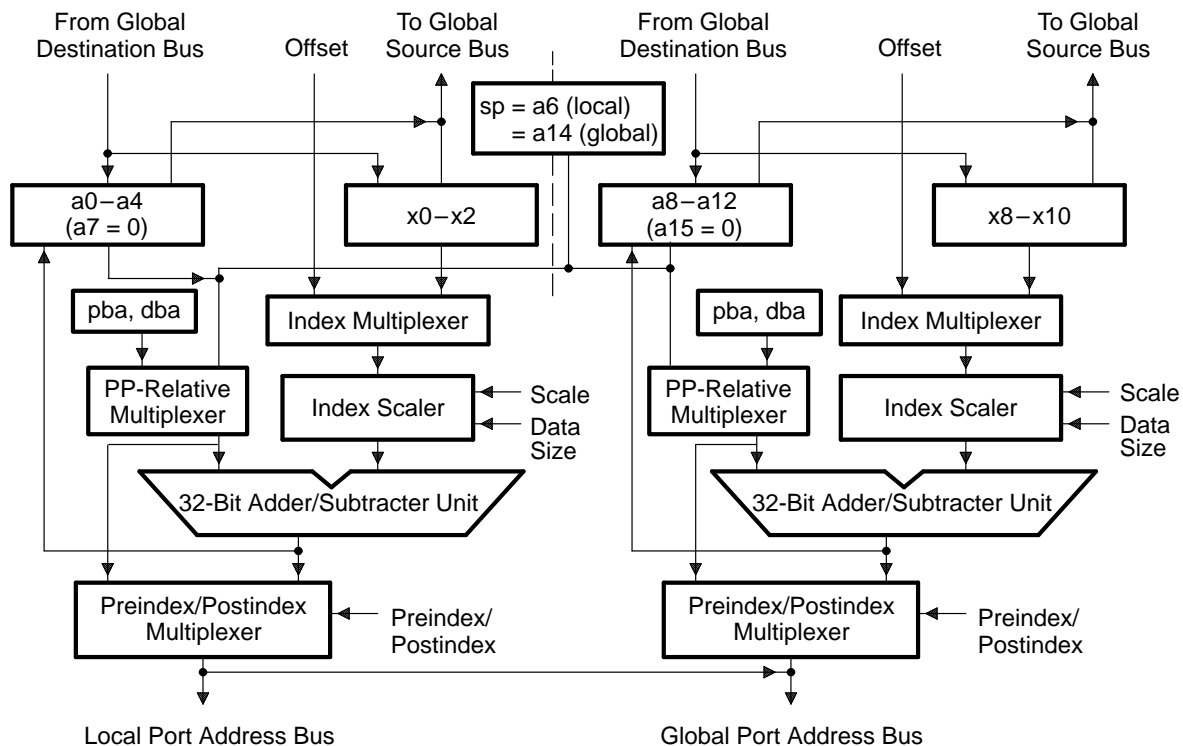 From Global
Destination Bus
Offset
To Global
Source Bus
From Global
Destination Bus
Offset
To Global
Source Bus
sp = a6 (local)
= a14 (global)
a0–a4
(a7 = 0)
x0–x2
a8–a12
(a15 = 0)
x8–x10
pba, dba
Index Multiplexer
pba, dba
Index Multiplexer
PP-Relative
Multiplexer
Index Scaler
Scale
Data
Size
PP-Relative
Multiplexer
Index Scaler
Scale
Data
Size
32-Bit Adder/Subtracter Unit
32-Bit Adder/Subtracter Unit
Preindex/Postindex
Multiplexer
Preindex/
Postindex
Preindex/Postindex
Multiplexer
Preindex/
Postindex
Local Port Address Bus
Global Port Address Bus